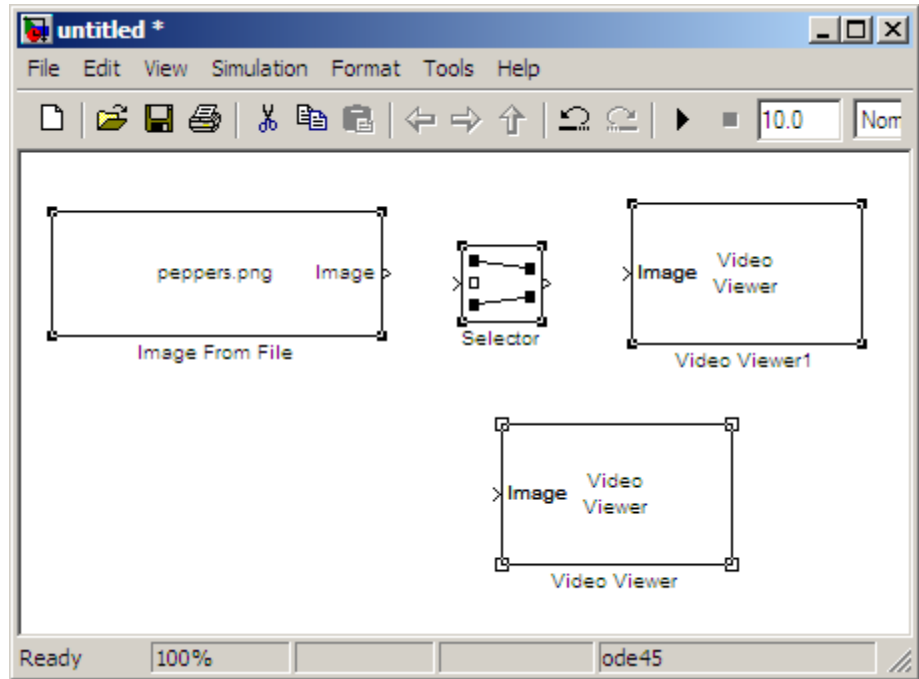 untitled *
File Edit View Simulation Format Tools Help
10.0 Nom
peppers.png Image
Image From File
Selector
Image Video
Viewer
Video Viewer1
Image Video
Viewer
Video Viewer
Ready 100% ode45